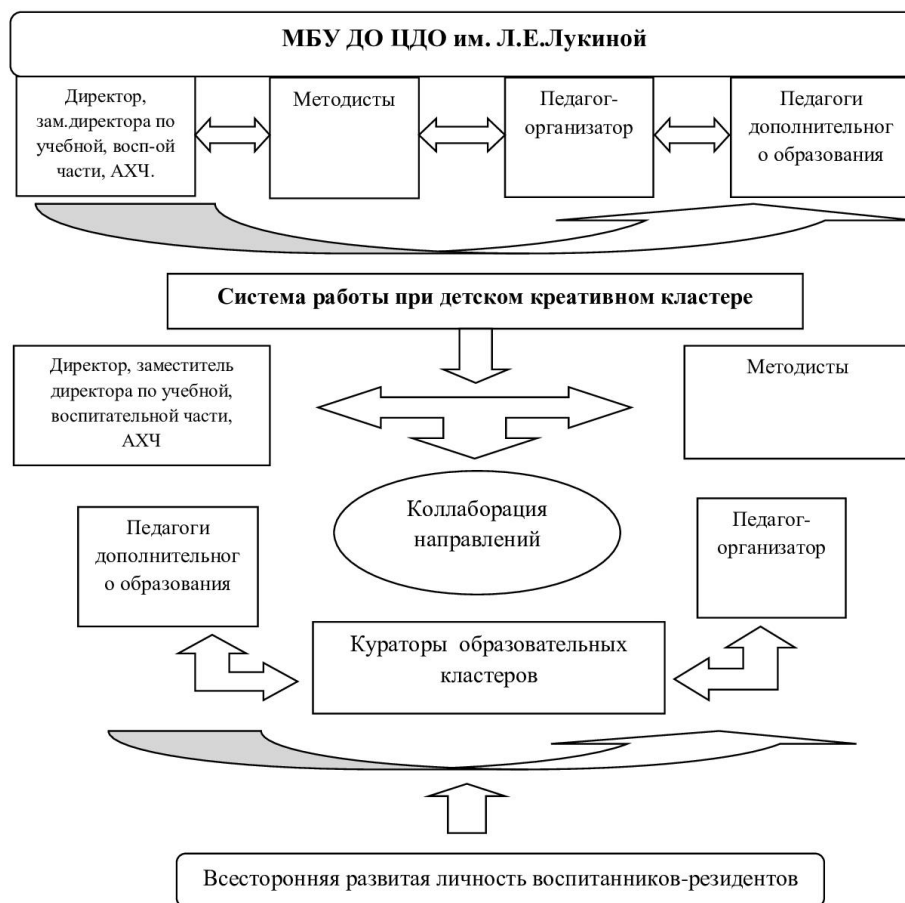 МБУ ДО ЦДО им. Л.Е.Лукиной
Директор,
зам.директора по
учебной, восп-ой
части, АХЧ.
Методисты
Педагог-
организатор
Педагоги
дополнительног
о образования
Система работы при детском креативном кластере
Директор, заместитель
директора по учебной,
воспитательной части,
АХЧ
Методисты
Коллаборация
направлений
Педагоги
дополнительног
о образования
Педагог-
организатор
Кураторы образовательных
кластеров
Всесторонняя развитая личность воспитанников-резидентов